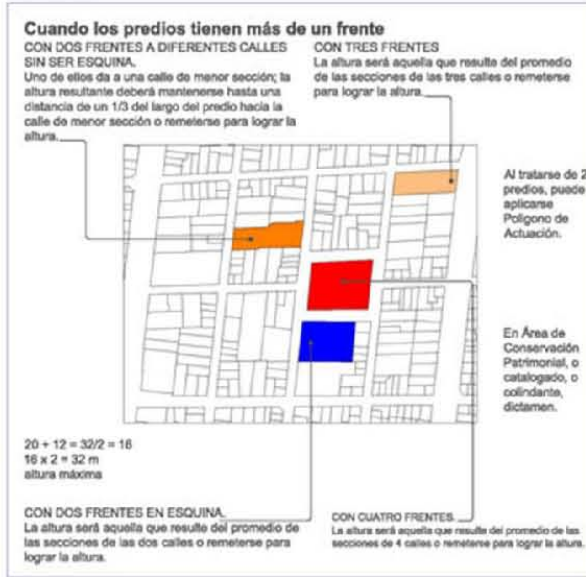 Cuando los predios tienen más de un frente
CON DOS FRENTES A DIFERENTES CALLES
SIN SER ESQUINA.
Uno de ellos da a una calle de menor sección; la
altura resultante deberá mantenerse hasta una
distancia de un 1/3 del largo del predio hacia la
calle de menor sección o remeterse para lograr la
altura.
CON TRES FRENTES
La altura será aquella que resulte del promedio
de las secciones de las tres calles o remeterse
para lograr la altura.
Al tratarse de 2
predios, puede
aplicarse
Polígono de
Actuación.
En Área de
Conservación
Patrimonial, o
catalogado, o
colindante,
dictamen.
20 + 12 = 32/2 = 16
16 x 2 = 32 m
altura máxima
CON DOS FRENTES EN ESQUINA.
La altura será aquella que resulte del promedio de
las secciones de las dos calles o remeterse para
lograr la altura.
CON CUATRO FRENTES.
La altura será aquella que resulte del promedio de las
secciones de 4 calles o remeterse para lograr la altura.